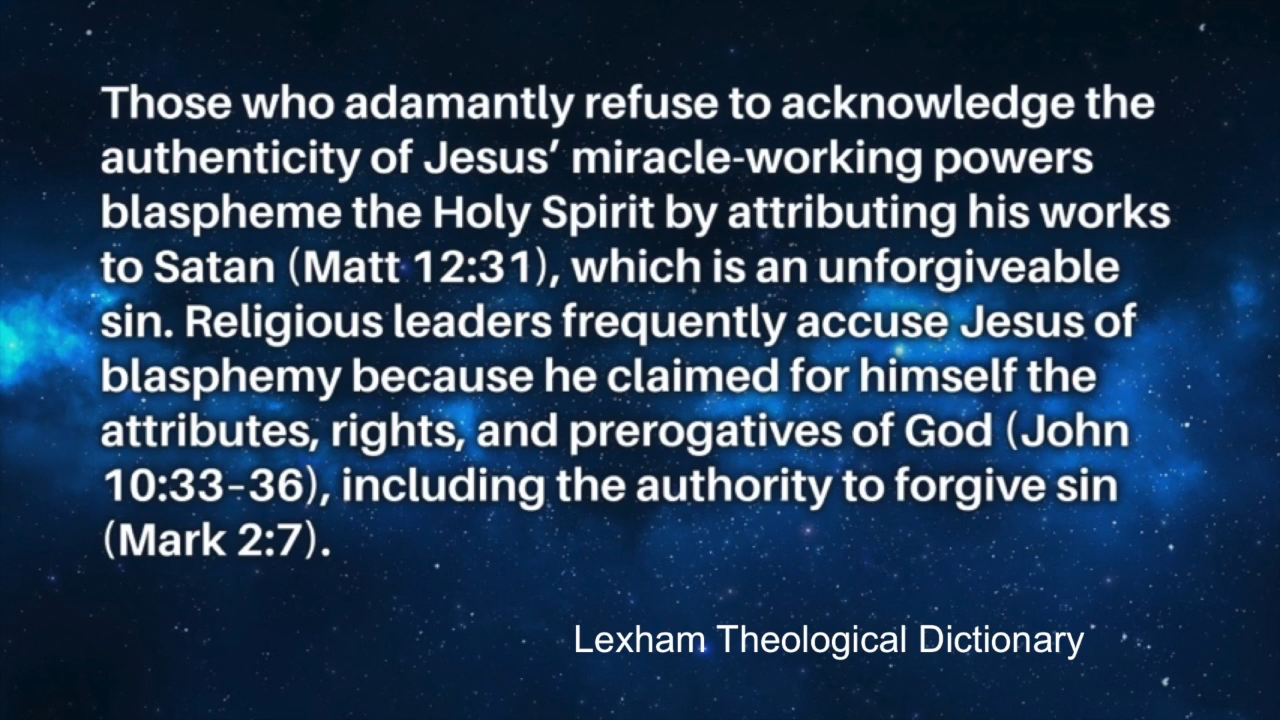 Those who adamantly refuse to acknowledge the
authenticity of Jesus’ miracle-working powers
blaspheme the Holy Spirit by attributing his works
to Satan (Matt 12:31), which is an unforgiveable
sin. Religious leaders frequently accuse Jesus of
blasphemy because he claimed for himself the
attributes, rights, and prerogatives of God (John
10:33–36), including the authority to forgive sin
(Mark 2:7).
Lexham Theological Dictionary